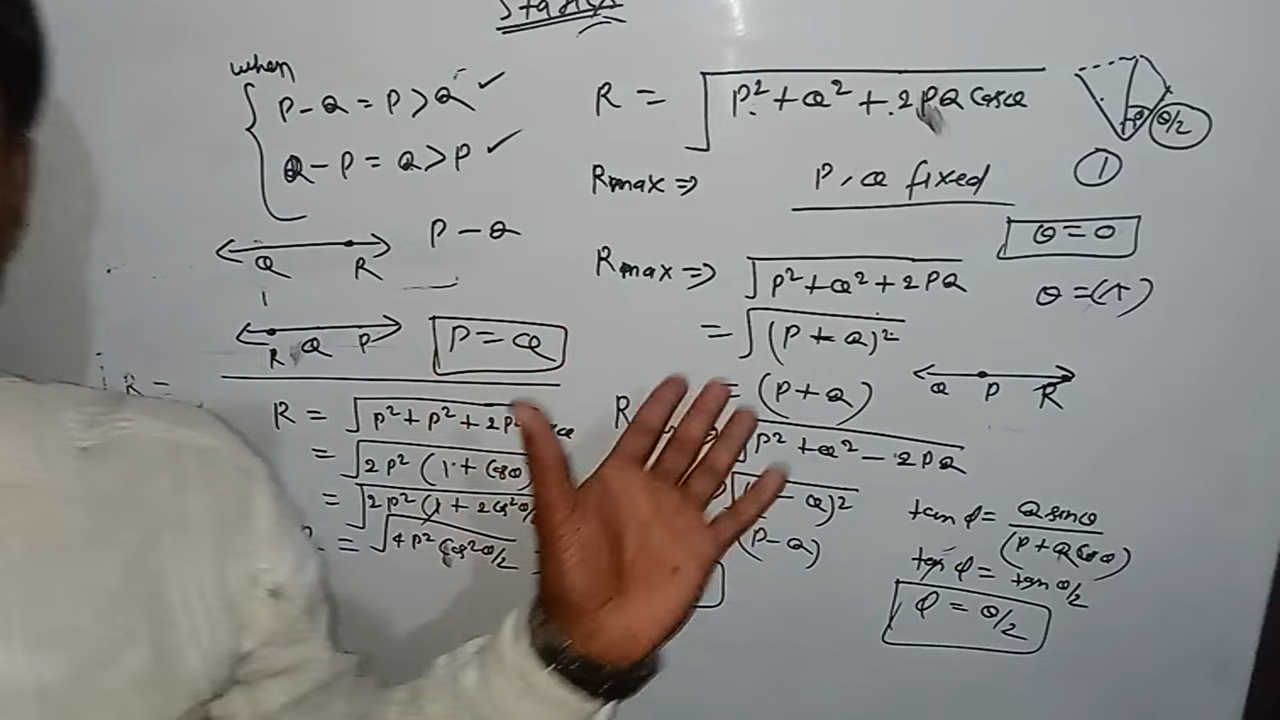 Statics
when
P - Q = P > Q ✓
Q - P = Q > P ✓
P - Q
Q R
R Q P
P = Q
R =
R = √P² + P² + 2P²
= √2P² (1 + cosθ)
= √2P² (1 + 2cos²θ/
= √4P² cos²θ/2
R = √P² + Q² + 2PQ cosθ
θ/2
①
Rmax ⇒ P, Q fixed
θ = 0
Rmax ⇒ √P² + Q² + 2PQ
θ = (π)
= √(P + Q)²
= (P + Q)
Q P R
R
√P² + Q² - 2PQ
Q)²
(P - Q)
tan φ = Q sinθ / (P + Q cosθ)
tan φ = tan θ/2
φ = θ/2